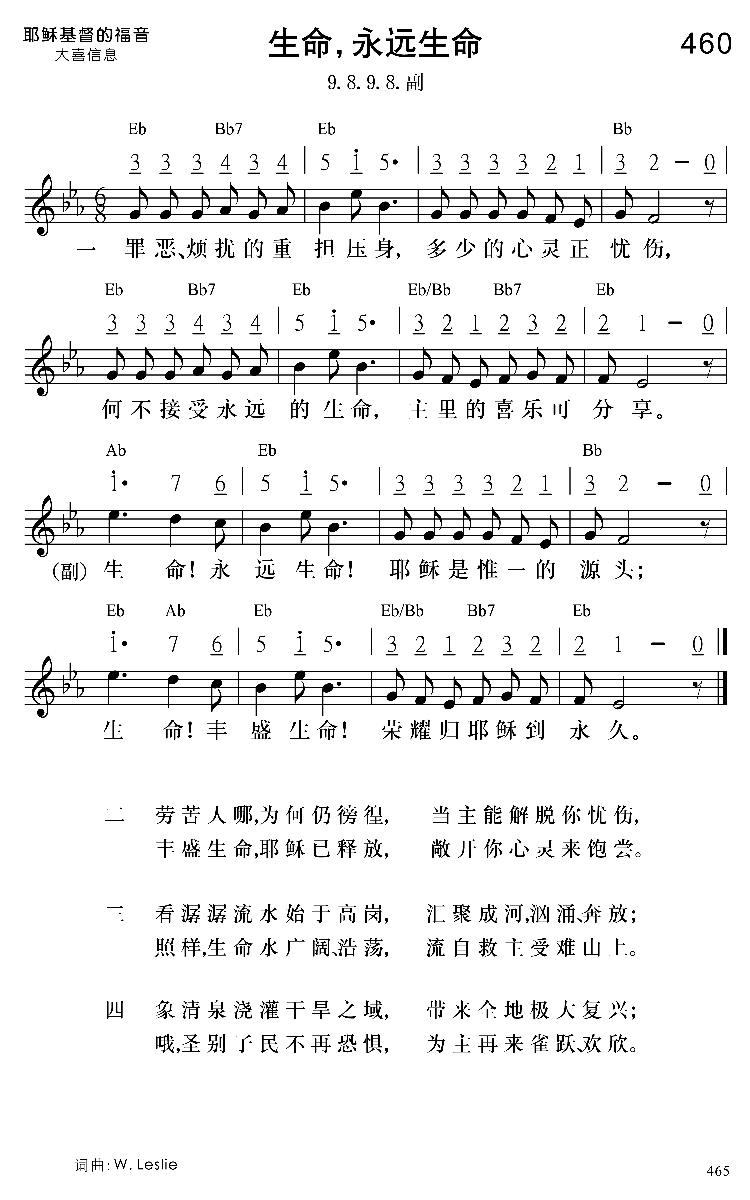 耶稣基督的福音
大喜信息
生命，永远生命
460
9. 8. 9. 8. 副
Eb Bb7 Eb Bb
3 3 3 4 3 4 | 5 i 5· | 3 3 3 3 2 1 | 3 2 – 0
6/8
一 罪恶、烦扰的重担压身，多少的心灵正忧伤，
Eb Bb7 Eb Eb/Bb Bb7 Eb
3 3 3 4 3 4 | 5 i 5· | 3 2 1 2 3 2 | 2 1 – 0 |
何不接受永远的生命，主里的喜乐可分享。
Ab Eb Bb
i· 7 6 | 5 i 5· | 3 3 3 3 2 1 | 3 2 – 0
(副) 生命！永远生命！耶稣是惟一的源头；
Eb Ab Eb Eb/Bb Bb7 Eb
i· 7 6 | 5 i 5· | 3 2 1 2 3 2 | 2 1 – 0 ‖
生命！丰盛生命！荣耀归耶稣到永久。
二 劳苦人哪，为何仍徬徨， 当主能解脱你忧伤，
丰盛生命，耶稣已释放， 敞开你心灵来饱尝。
三 看潺潺流水始于高岗， 汇聚成河，汹涌、奔放；
照样，生命水广阔、浩荡， 流自救主受难山上。
四 象清泉浇灌干旱之域， 带来全地极大复兴；
哦，圣别子民不再恐惧， 为主再来雀跃、欢欣。
词曲: W. Leslie
465